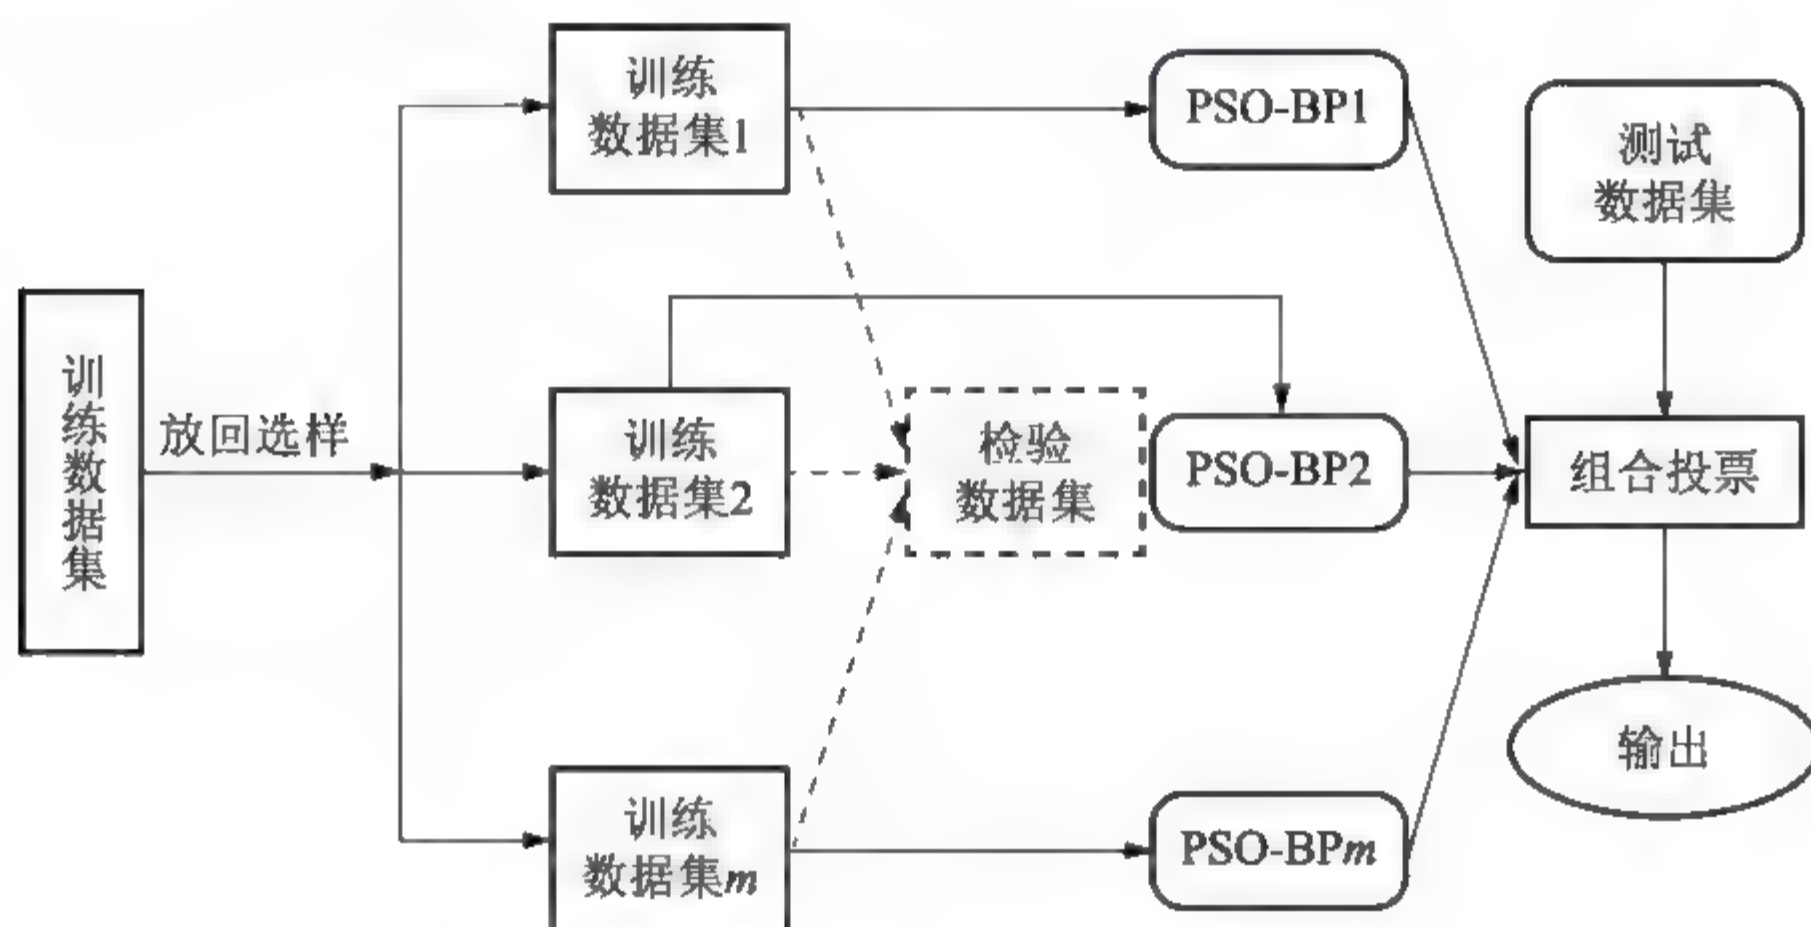 训练数据集
放回选样
训练
数据集1
训练
数据集2
训练
数据集m
检验
数据集
PSO-BP1
PSO-BP2
PSO-BPm
测试
数据集
组合投票
输出